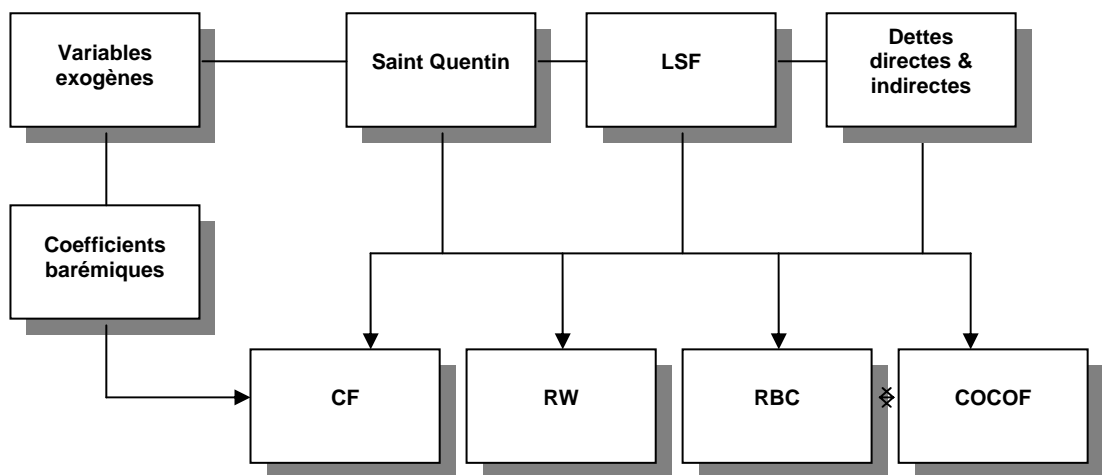 Variables
exogènes
Saint Quentin
LSF
Dettes
directes &
indirectes
Coefficients
barémiques
CF
RW
RBC
COCOF